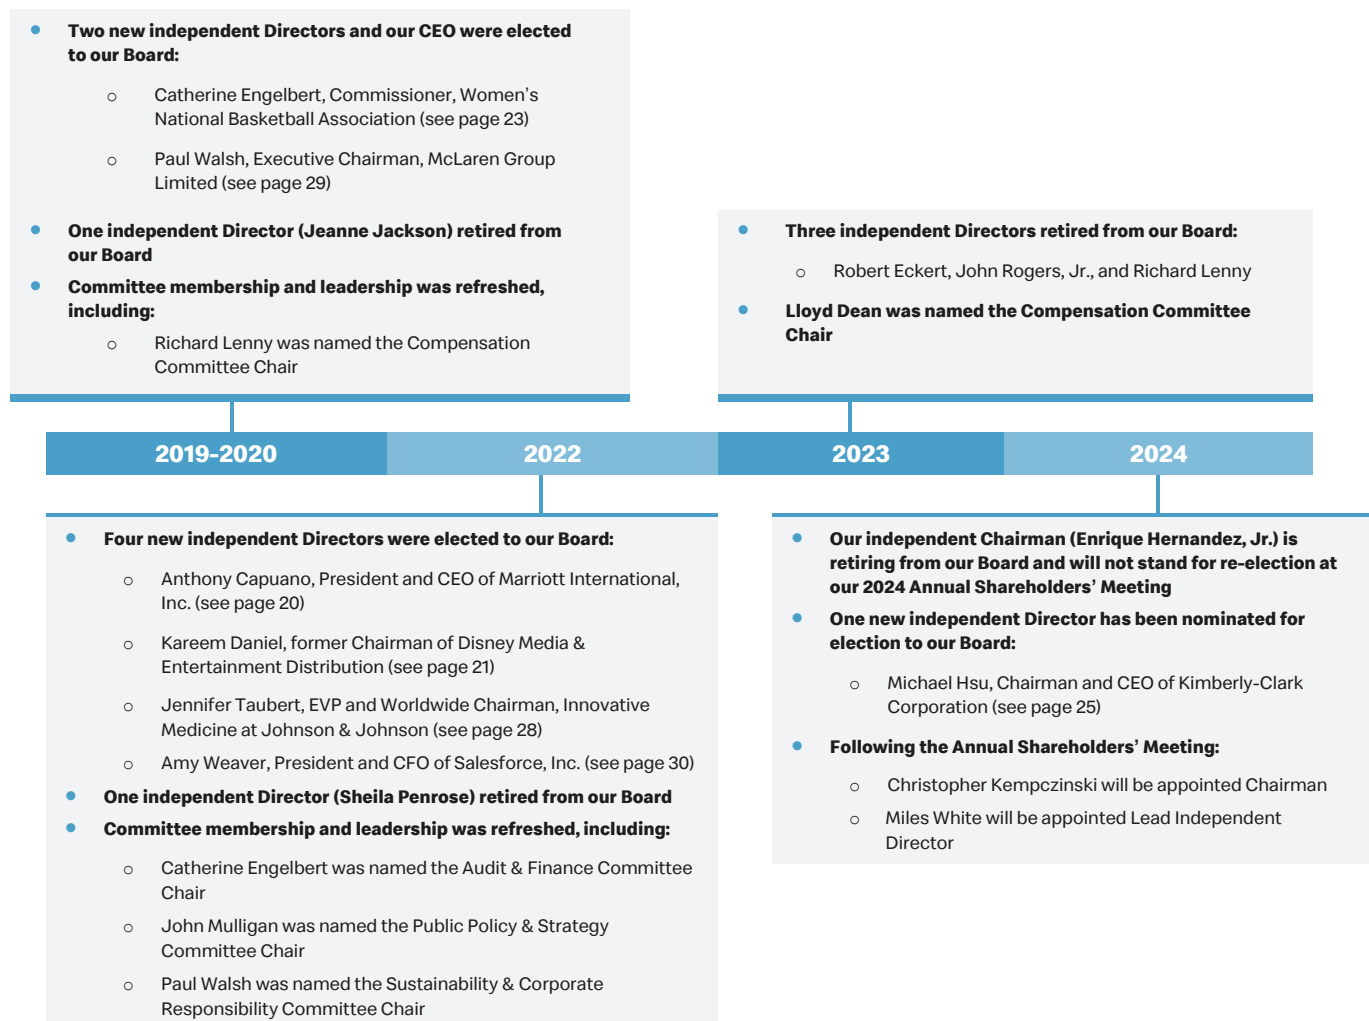 Two new independent Directors and our CEO were elected
to our Board:
Catherine Engelbert, Commissioner, Women's
National Basketball Association (see page 23)
Paul Walsh, Executive Chairman, McLaren Group
Limited (see page 29)
One independent Director (Jeanne Jackson) retired from
our Board
Committee membership and leadership was refreshed,
including:
Richard Lenny was named the Compensation
Committee Chair
Three independent Directors retired from our Board:
Robert Eckert, John Rogers, Jr., and Richard Lenny
Lloyd Dean was named the Compensation Committee
Chair
2019-2020
2022
2023
2024
Four new independent Directors were elected to our Board:
Anthony Capuano, President and CEO of Marriott International,
Inc. (see page 20)
Kareem Daniel, former Chairman of Disney Media &
Entertainment Distribution (see page 21)
Jennifer Taubert, EVP and Worldwide Chairman, Innovative
Medicine at Johnson & Johnson (see page 28)
Amy Weaver, President and CFO of Salesforce, Inc. (see page 30)
One independent Director (Sheila Penrose) retired from our Board
Committee membership and leadership was refreshed, including:
Catherine Engelbert was named the Audit & Finance Committee
Chair
John Mulligan was named the Public Policy & Strategy
Committee Chair
Paul Walsh was named the Sustainability & Corporate
Responsibility Committee Chair
Our independent Chairman (Enrique Hernandez, Jr.) is
retiring from our Board and will not stand for re-election at
our 2024 Annual Shareholders' Meeting
One new independent Director has been nominated for
election to our Board:
Michael Hsu, Chairman and CEO of Kimberly-Clark
Corporation (see page 25)
Following the Annual Shareholders' Meeting:
Christopher Kempczinski will be appointed Chairman
Miles White will be appointed Lead Independent
Director